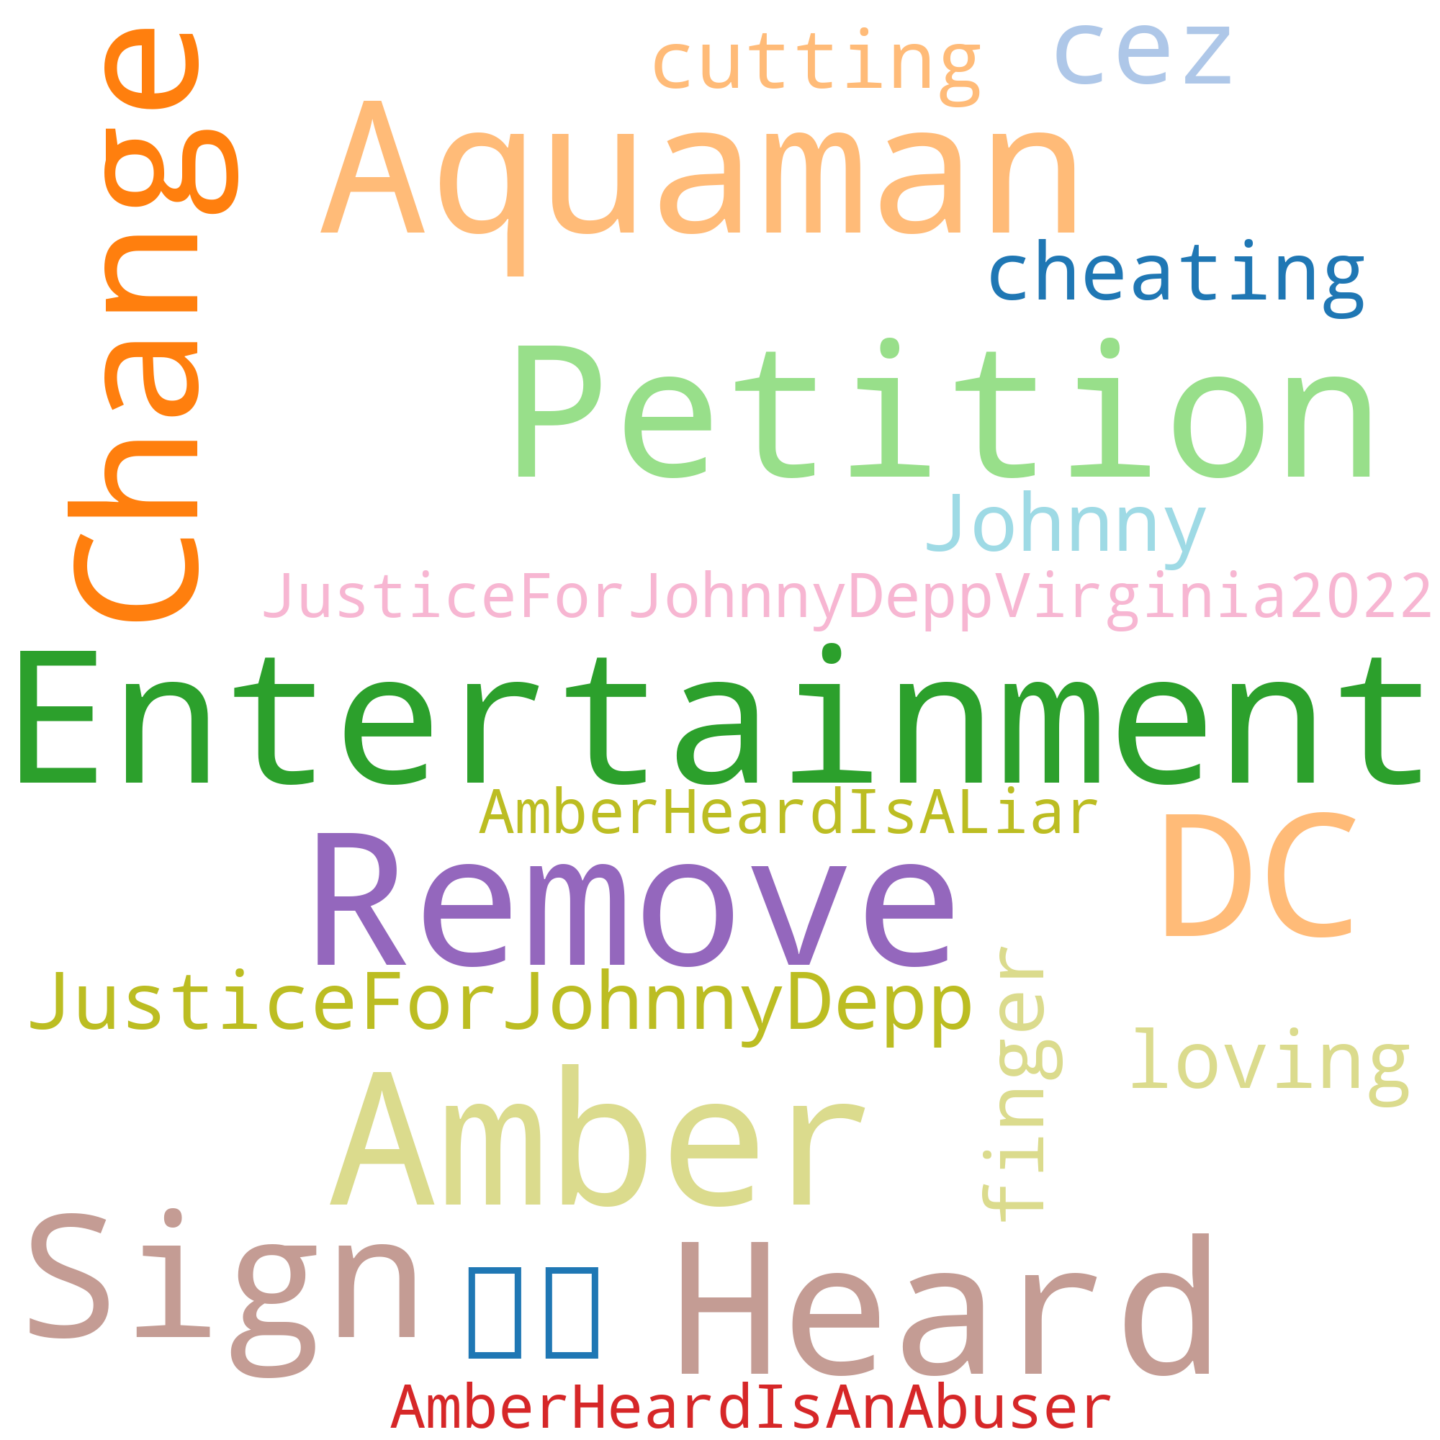 Change
cutting
cez
Aquaman
cheating
Petition
Johnny
JusticeForJohnnyDeppVirginia2022
Entertainment
AmberHeardIsALiar
Remove
DC
JusticeForJohnnyDepp
finger
loving
Amber
Sign
Heard
AmberHeardIsAnAbuser